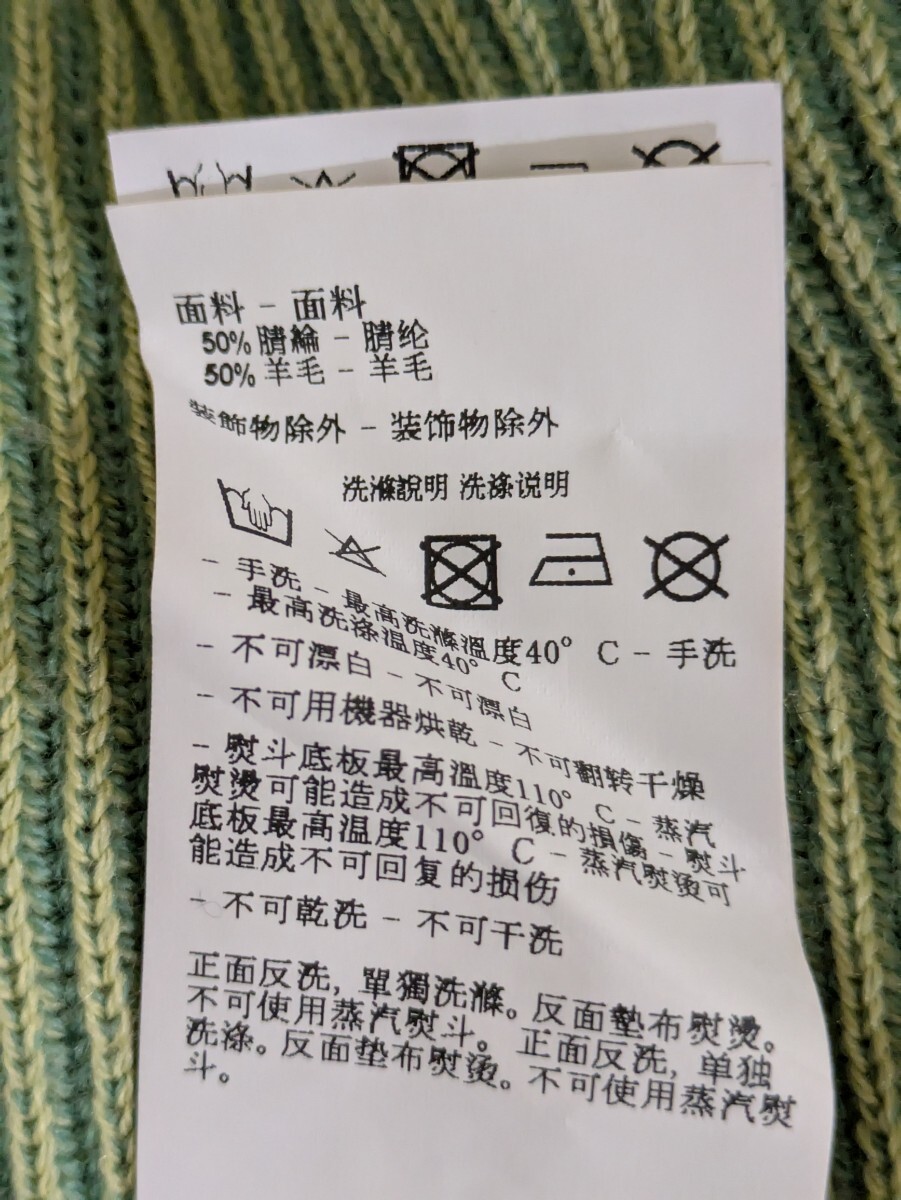 面料 - 面料
50% 腈綸 - 腈纶
50% 羊毛 - 羊毛
装飾物除外 - 装饰物除外
洗滌說明 洗涤说明
- 手洗 - 最高洗滌溫度40° C - 手洗
- 最高洗涤温度40° C
- 不可漂白 - 不可漂白
- 不可用機器烘乾 - 不可翻转干燥
- 熨斗底板最高溫度110° C - 蒸汽
熨燙可能造成不可回復的損傷 - 熨斗
底板最高温度110° C - 蒸汽熨烫可
能造成不可回复的损伤
- 不可乾洗 - 不可干洗
正面反洗, 單獨洗滌。反面墊布熨燙。
不可使用蒸汽熨斗。正面反洗, 单独
洗涤。反面垫布熨烫。不可使用蒸汽熨
斗。